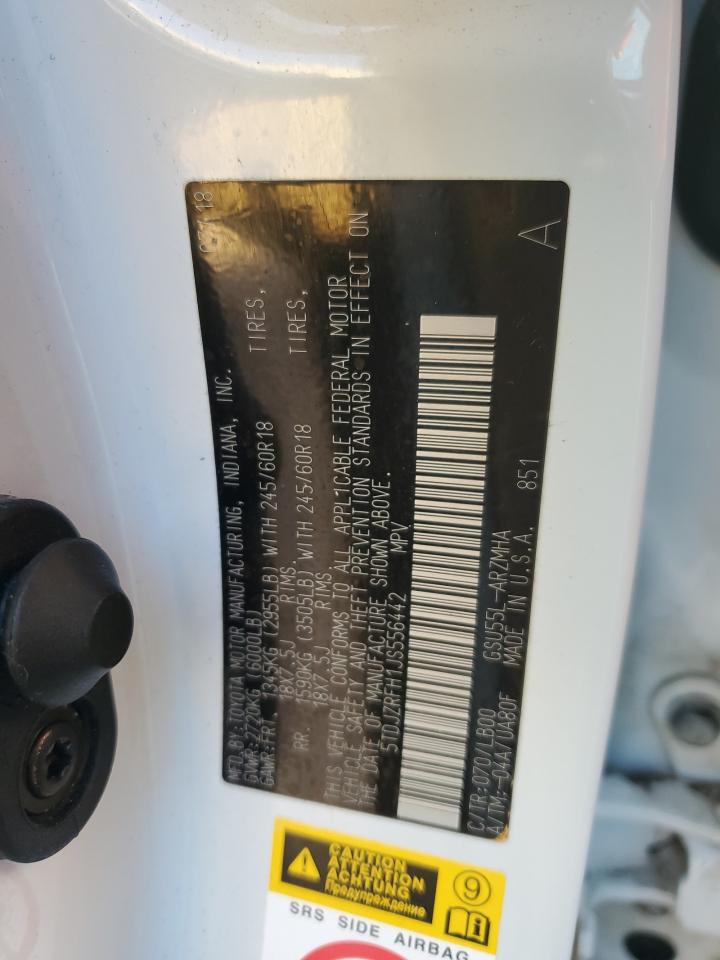 MFD.BY:TOYOTA MOTOR MANUFACTURING, INDIANA, INC. 07/18
GVWR:2720KG (6000LB)
GAWR:FR. 1345KG (2955LB) WITH 245/60R18 TIRES,
18X7.5J RIMS.
RR. 1590KG (3505LB) WITH 245/60R18 TIRES,
18X7.5J RIMS.
THIS VEHICLE CONFORMS TO ALL APPLICABLE FEDERAL MOTOR
VEHICLE SAFETY AND THEFT PREVENTION STANDARDS IN EFFECT ON
THE DATE OF MANUFACTURE SHOWN ABOVE.
5TDJZRFH1JS556442 MPV
C/TR:070/LB00 GSU55L-ARZMHA A
A/TM:-04A/UA80F MADE IN U.S.A. 851
CAUTION
ATTENTION
ACHTUNG
Предупреждение
9
SRS SIDE AIRBAG